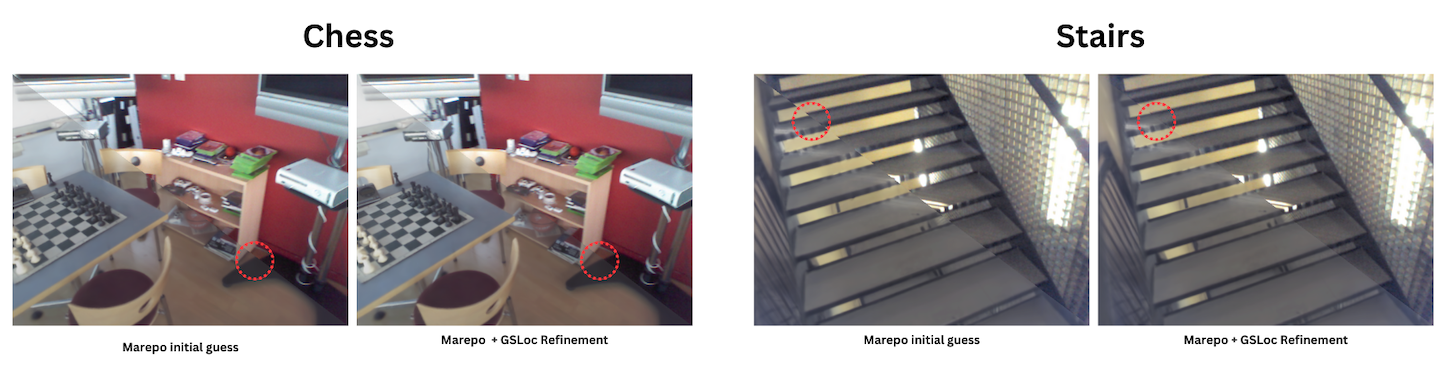 Chess
Stairs
Marepo initial guess
Marepo + GSLoc Refinement
Marepo initial guess
Marepo + GSLoc Refinement